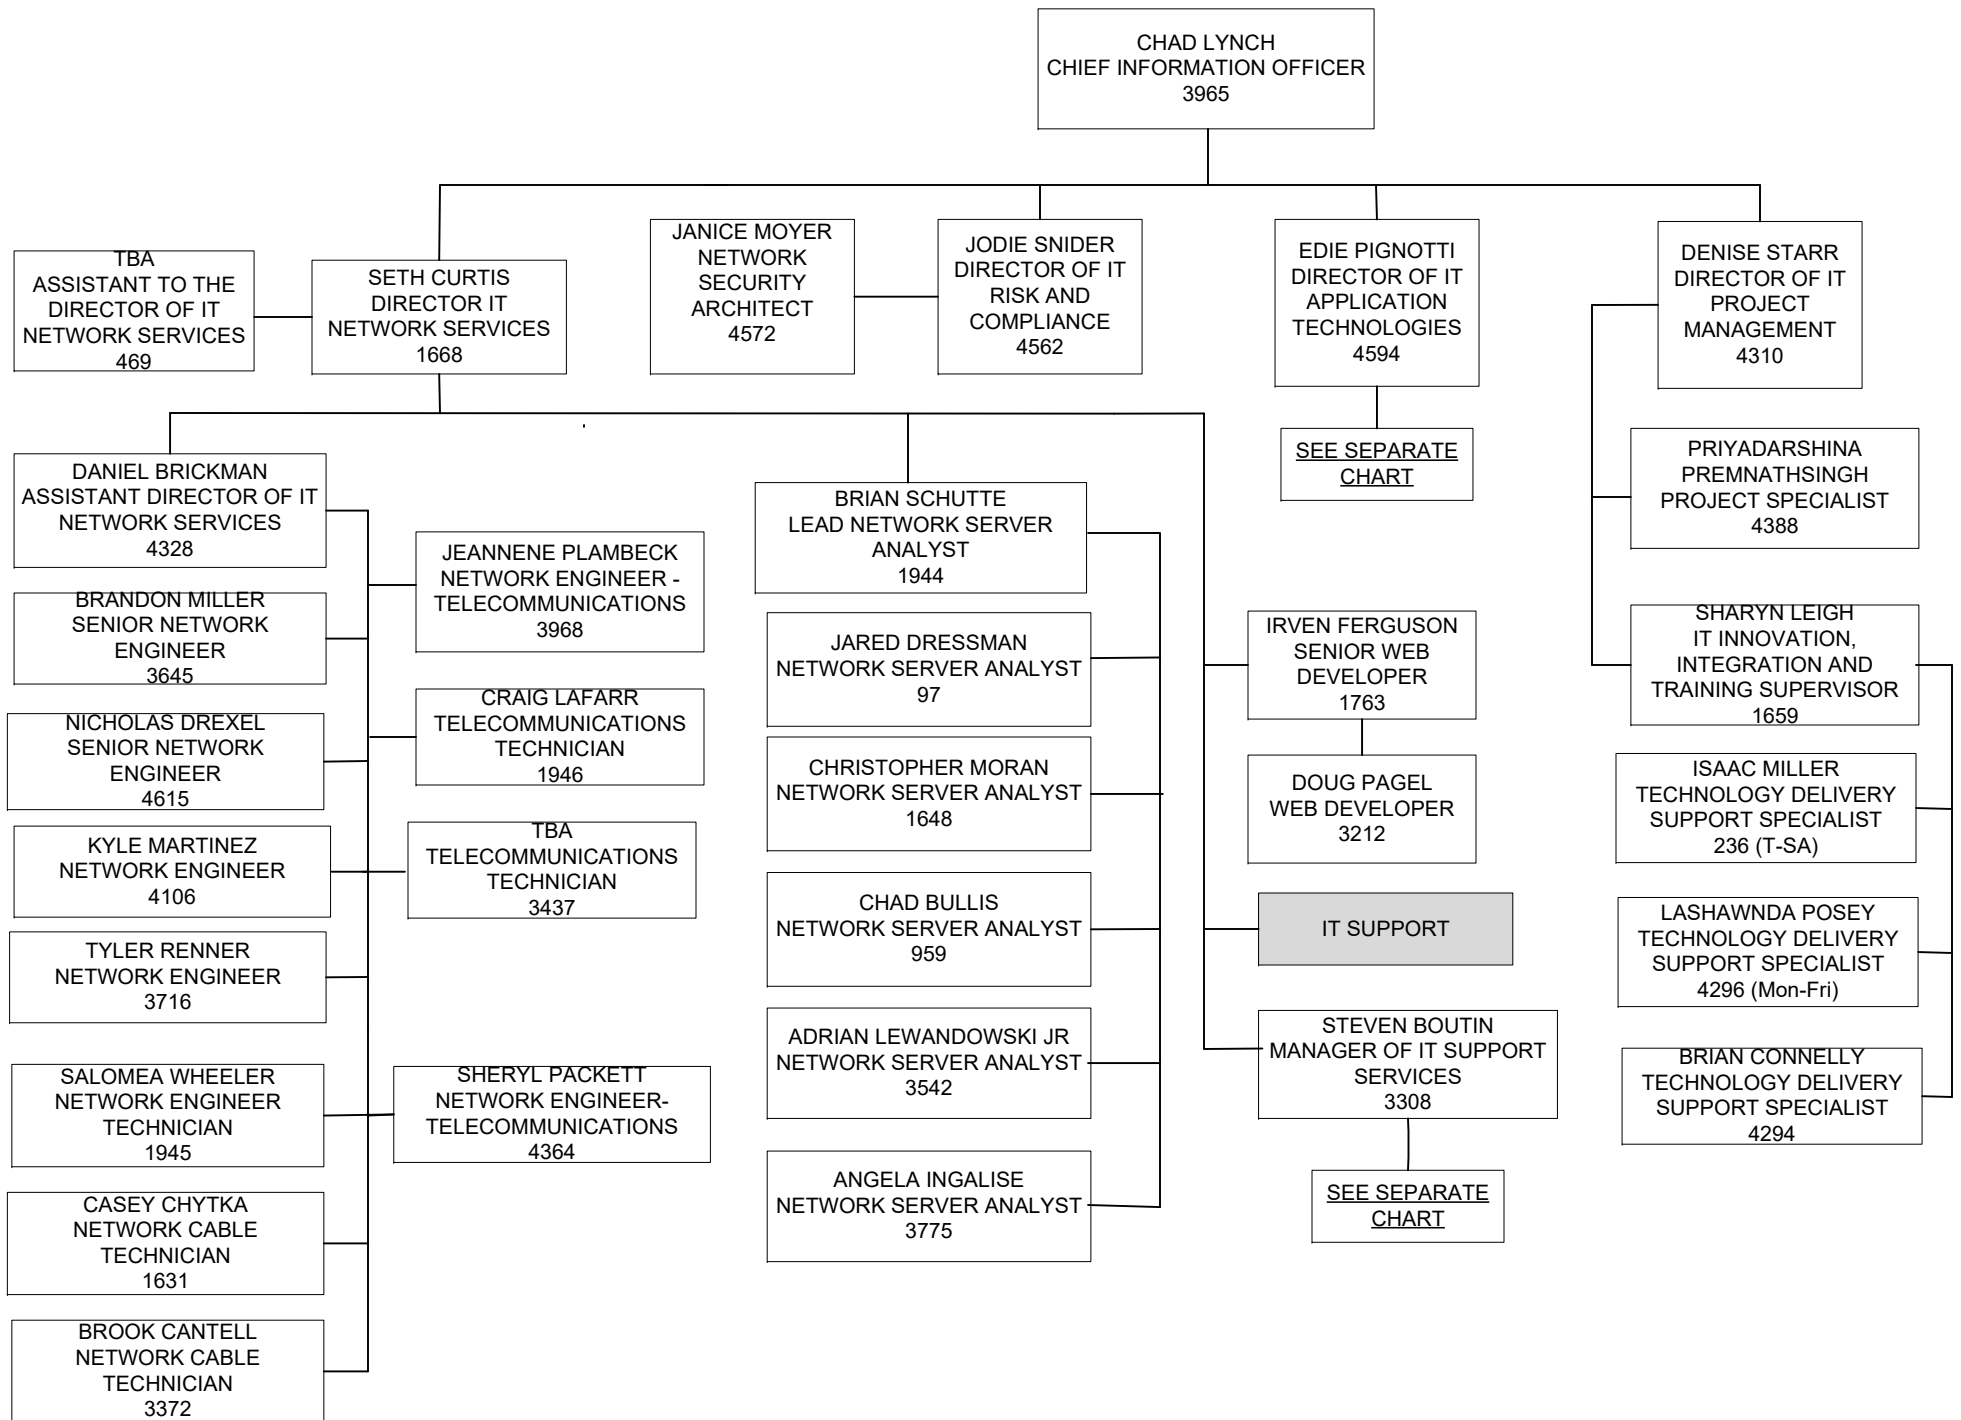 CHAD LYNCH
CHIEF INFORMATION OFFICER
3965
TBA
ASSISTANT TO THE
DIRECTOR OF IT
NETWORK SERVICES
469
SETH CURTIS
DIRECTOR IT
NETWORK SERVICES
1668
JANICE MOYER
NETWORK
SECURITY
ARCHITECT
4572
JODIE SNIDER
DIRECTOR OF IT
RISK AND
COMPLIANCE
4562
EDIE PIGNOTTI
DIRECTOR OF IT
APPLICATION
TECHNOLOGIES
4594
SEE SEPARATE
CHART
DENISE STARR
DIRECTOR OF IT
PROJECT
MANAGEMENT
4310
DANIEL BRICKMAN
ASSISTANT DIRECTOR OF IT
NETWORK SERVICES
4328
BRANDON MILLER
SENIOR NETWORK
ENGINEER
3645
NICHOLAS DREXEL
SENIOR NETWORK
ENGINEER
4615
KYLE MARTINEZ
NETWORK ENGINEER
4106
TYLER RENNER
NETWORK ENGINEER
3716
SALOMEA WHEELER
NETWORK ENGINEER
TECHNICIAN
1945
CASEY CHYTKA
NETWORK CABLE
TECHNICIAN
1631
BROOK CANTELL
NETWORK CABLE
TECHNICIAN
3372
JEANNENE PLAMBECK
NETWORK ENGINEER -
TELECOMMUNICATIONS
3968
CRAIG LAFARR
TELECOMMUNICATIONS
TECHNICIAN
1946
TBA
TELECOMMUNICATIONS
TECHNICIAN
3437
SHERYL PACKETT
NETWORK ENGINEER-
TELECOMMUNICATIONS
4364
BRIAN SCHUTTE
LEAD NETWORK SERVER
ANALYST
1944
JARED DRESSMAN
NETWORK SERVER ANALYST
97
CHRISTOPHER MORAN
NETWORK SERVER ANALYST
1648
CHAD BULLIS
NETWORK SERVER ANALYST
959
ADRIAN LEWANDOWSKI JR
NETWORK SERVER ANALYST
3542
ANGELA INGALISE
NETWORK SERVER ANALYST
3775
IRVEN FERGUSON
SENIOR WEB
DEVELOPER
1763
DOUG PAGEL
WEB DEVELOPER
3212
IT SUPPORT
STEVEN BOUTIN
MANAGER OF IT SUPPORT
SERVICES
3308
SEE SEPARATE
CHART
PRIYADARSHINA
PREMNATHSINGH
PROJECT SPECIALIST
4388
SHARYN LEIGH
IT INNOVATION,
INTEGRATION AND
TRAINING SUPERVISOR
1659
ISAAC MILLER
TECHNOLOGY DELIVERY
SUPPORT SPECIALIST
236 (T-SA)
LASHAWNDA POSEY
TECHNOLOGY DELIVERY
SUPPORT SPECIALIST
4296 (Mon-Fri)
BRIAN CONNELLY
TECHNOLOGY DELIVERY
SUPPORT SPECIALIST
4294